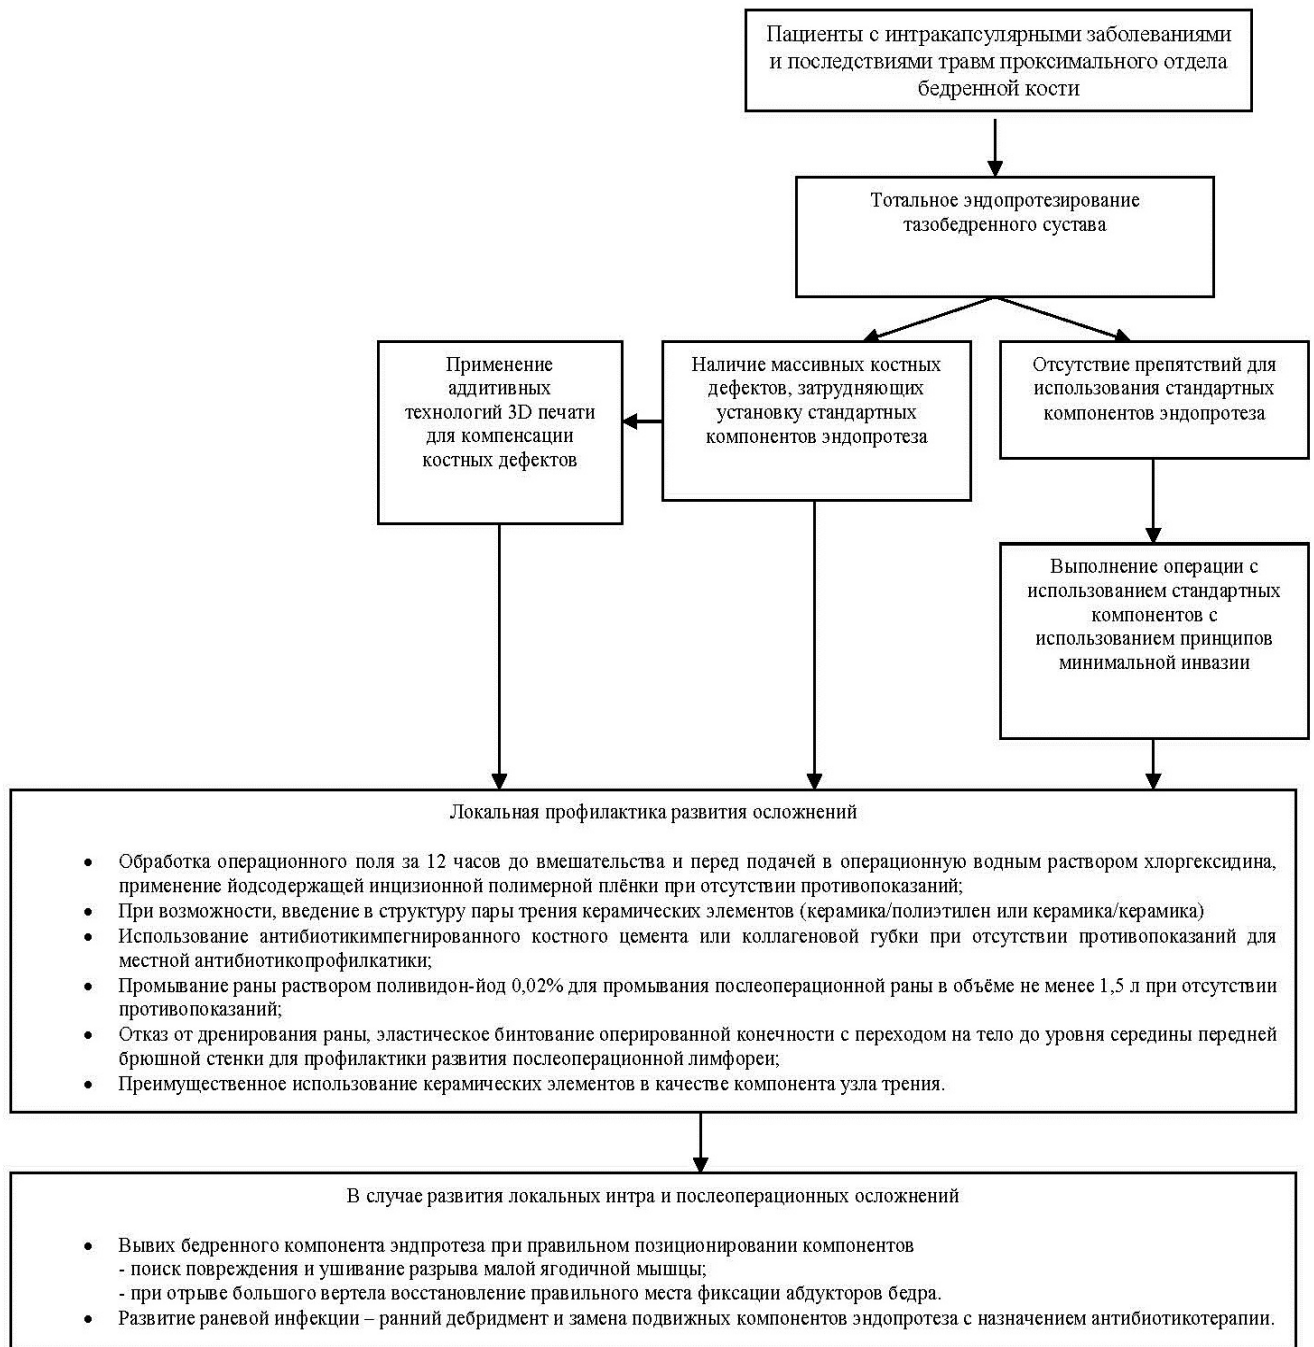 Пациенты с интракапсулярными заболеваниями
и последствиями травм проксимального отдела
бедренной кости
Тотальное эндопротезирование
тазобедренного сустава
Применение
аддитивных
технологий 3D печати
для компенсации
костных дефектов
Наличие массивных костных
дефектов, затрудняющих
установку стандартных
компонентов эндопротеза
Отсутствие препятствий для
использования стандартных
компонентов эндопротеза
Выполнение операции с
использованием стандартных
компонентов с
использованием принципов
минимальной инвазии
Локальная профилактика развития осложнений
• Обработка операционного поля за 12 часов до вмешательства и перед подачей в операционную водным раствором хлоргексидина,
применение йодсодержащей инцизионной полимерной плёнки при отсутствии противопоказаний;
• При возможности, введение в структуру пары трения керамических элементов (керамика/полиэтилен или керамика/керамика)
• Использование антибиотикимпегнированного костного цемента или коллагеновой губки при отсутствии противопоказаний для
местной антибиотикопрофилкатики;
• Промывание раны раствором поливидон-йод 0,02% для промывания послеоперационной раны в объёме не менее 1,5 л при отсутствии
противопоказаний;
• Отказ от дренирования раны, эластическое бинтование оперированной конечности с переходом на тело до уровня середины передней
брюшной стенки для профилактики развития послеоперационной лимфореи;
• Преимущественное использование керамических элементов в качестве компонента узла трения.
В случае развития локальных интра и послеоперационных осложнений
• Вывих бедренного компонента эндпротеза при правильном позиционировании компонентов
- поиск повреждения и ушивание разрыва малой ягодичной мышцы;
- при отрыве большого вертела восстановление правильного места фиксации абдукторов бедра.
• Развитие раневой инфекции – ранний дебридмент и замена подвижных компонентов эндопротеза с назначением антибиотикотерапии.